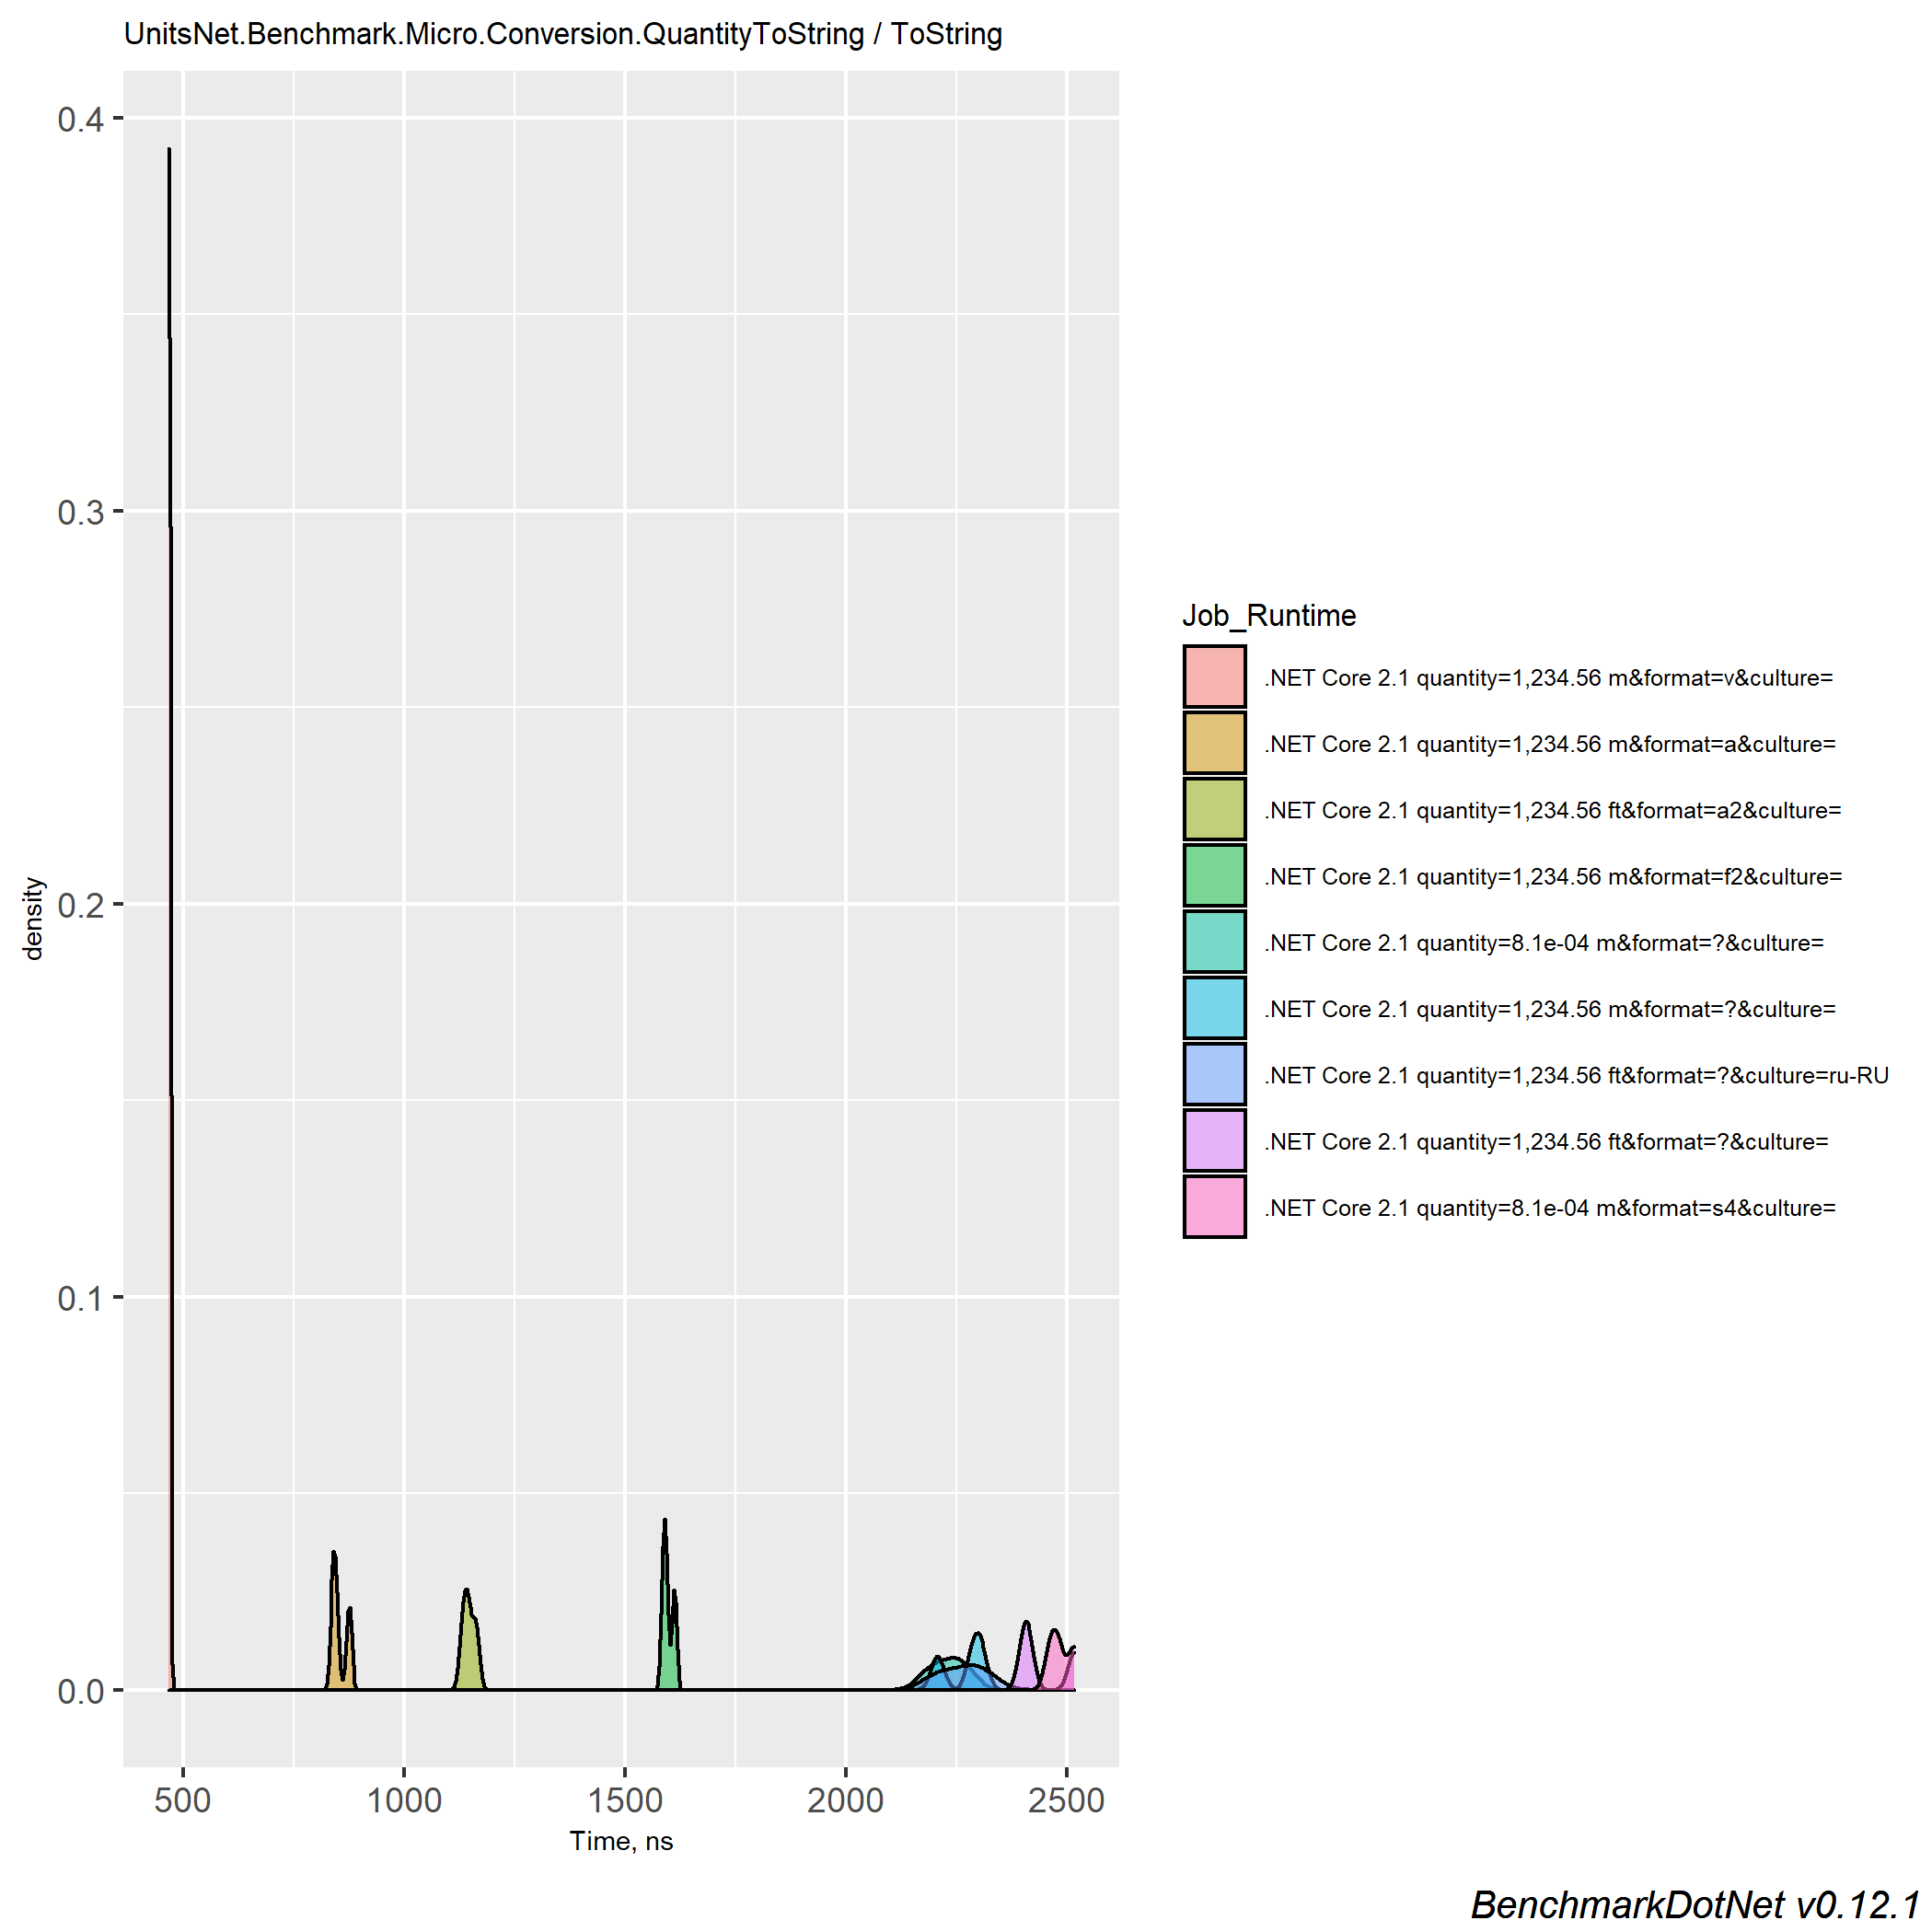 UnitsNet.Benchmark.Micro.Conversion.QuantityToString / ToString
0.4
0.3
0.2
0.1
0.0
density
500 1000 1500 2000 2500
Time, ns
Job_Runtime
.NET Core 2.1 quantity=1,234.56 m&format=v&culture=
.NET Core 2.1 quantity=1,234.56 m&format=a&culture=
.NET Core 2.1 quantity=1,234.56 ft&format=a2&culture=
.NET Core 2.1 quantity=1,234.56 m&format=f2&culture=
.NET Core 2.1 quantity=8.1e-04 m&format=?&culture=
.NET Core 2.1 quantity=1,234.56 m&format=?&culture=
.NET Core 2.1 quantity=1,234.56 ft&format=?&culture=ru-RU
.NET Core 2.1 quantity=1,234.56 ft&format=?&culture=
.NET Core 2.1 quantity=8.1e-04 m&format=s4&culture=
BenchmarkDotNet v0.12.1